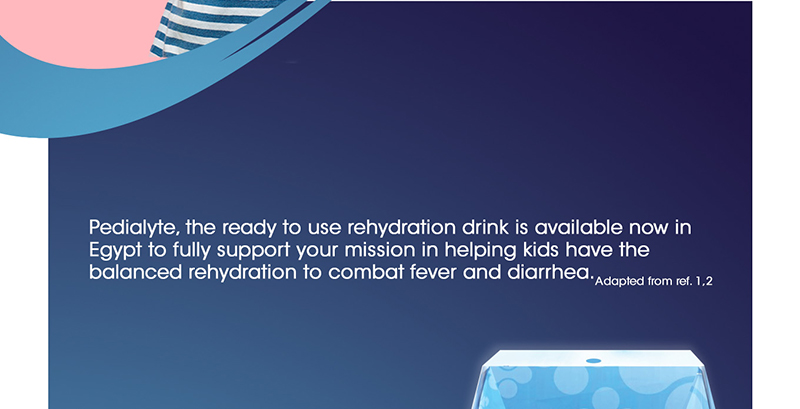 Pedialyte, the ready to use rehydration drink is available now in
Egypt to fully support your mission in helping kids have the
balanced rehydration to combat fever and diarrhea. Adapted from ref. 1,2